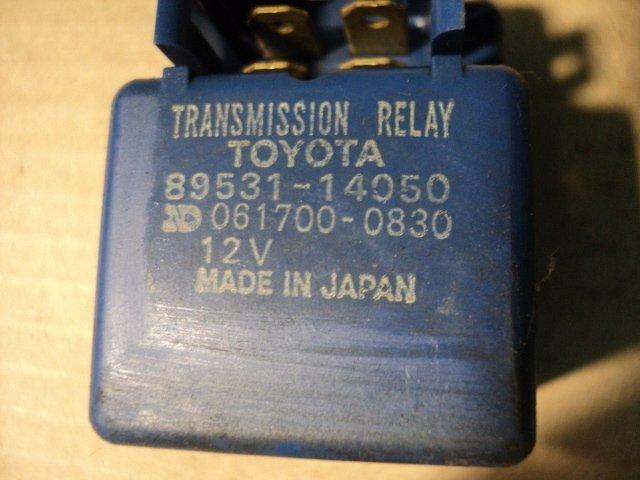 TRANSMISSION RELAY
TOYOTA
89531-14050
ND 061700-0830
12V
MADE IN JAPAN